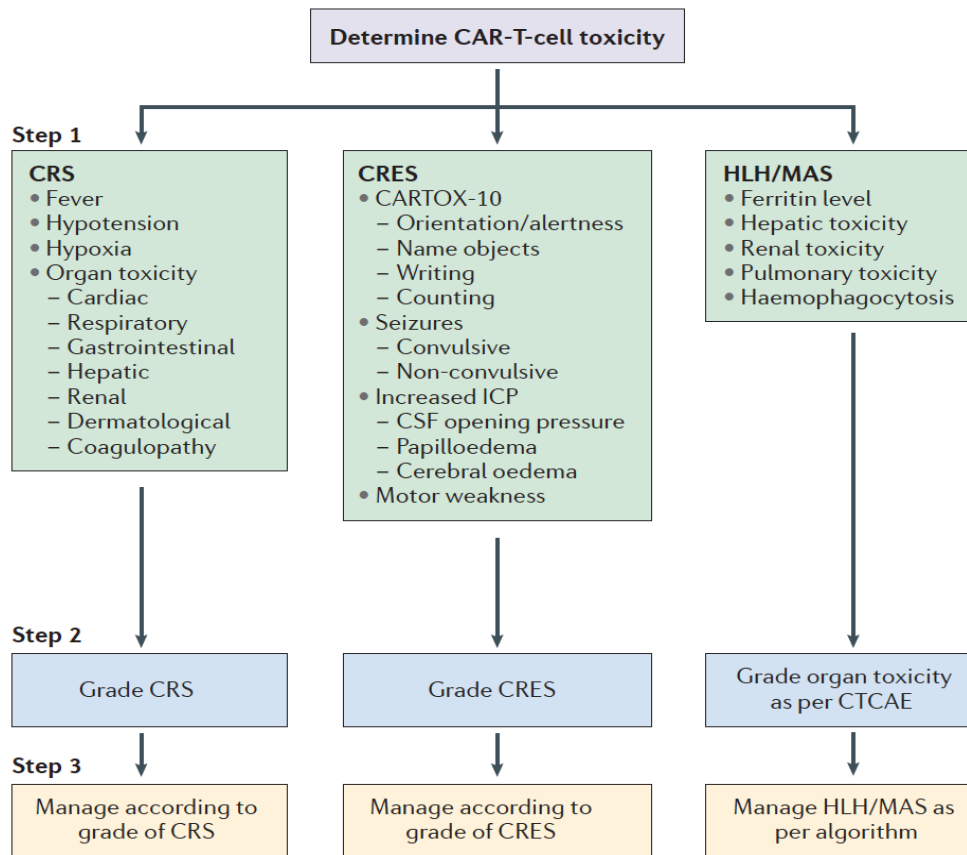 Determine CAR-T-cell toxicity
Step 1
CRS
• Fever
• Hypotension
• Hypoxia
• Organ toxicity
– Cardiac
– Respiratory
– Gastrointestinal
– Hepatic
– Renal
– Dermatological
– Coagulopathy
CRES
• CARTOX-10
– Orientation/alertness
– Name objects
– Writing
– Counting
• Seizures
– Convulsive
– Non-convulsive
• Increased ICP
– CSF opening pressure
– Papilloedema
– Cerebral oedema
• Motor weakness
HLH/MAS
• Ferritin level
• Hepatic toxicity
• Renal toxicity
• Pulmonary toxicity
• Haemophagocytosis
Step 2
Grade CRS
Grade CRES
Grade organ toxicity
as per CTCAE
Step 3
Manage according to
grade of CRS
Manage according to
grade of CRES
Manage HLH/MAS as
per algorithm